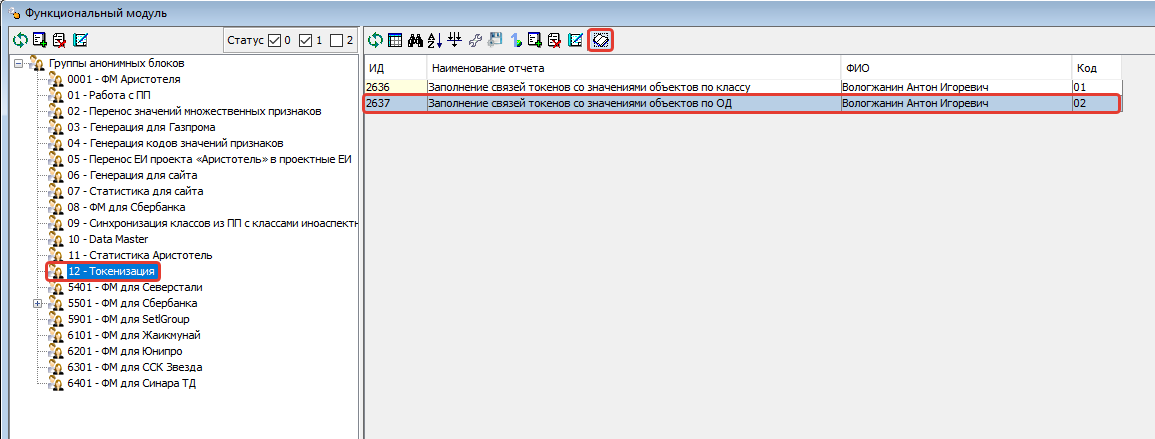 Функциональный модуль
Статус 0 1 2
Группы анонимных блоков
0001 - ФМ Аристотеля
01 - Работа с ПП
02 - Перенос значений множественных признаков
03 - Генерация для Газпрома
04 - Генерация кодов значений признаков
05 - Перенос ЕИ проекта «Аристотель» в проектные ЕИ
06 - Генерация для сайта
07 - Статистика для сайта
08 - ФМ для Сбербанка
09 - Синхронизация классов из ПП с классами иноаспектн
10 - Data Master
11 - Статистика Аристотель
12 - Токенизация
5401 - ФМ для Северстали
5501 - ФМ для Сбербанка
5901 - ФМ для SetlGroup
6101 - ФМ для Жаикмунай
6201 - ФМ для Юнипро
6301 - ФМ для ССК Звезда
6401 - ФМ для Синара ТД
ИД Наименование отчета ФИО Код
2636 Заполнение связей токенов со значениями объектов по классу Вологжанин Антон Игоревич 01
2637 Заполнение связей токенов со значениями объектов по ОД Вологжанин Антон Игоревич 02